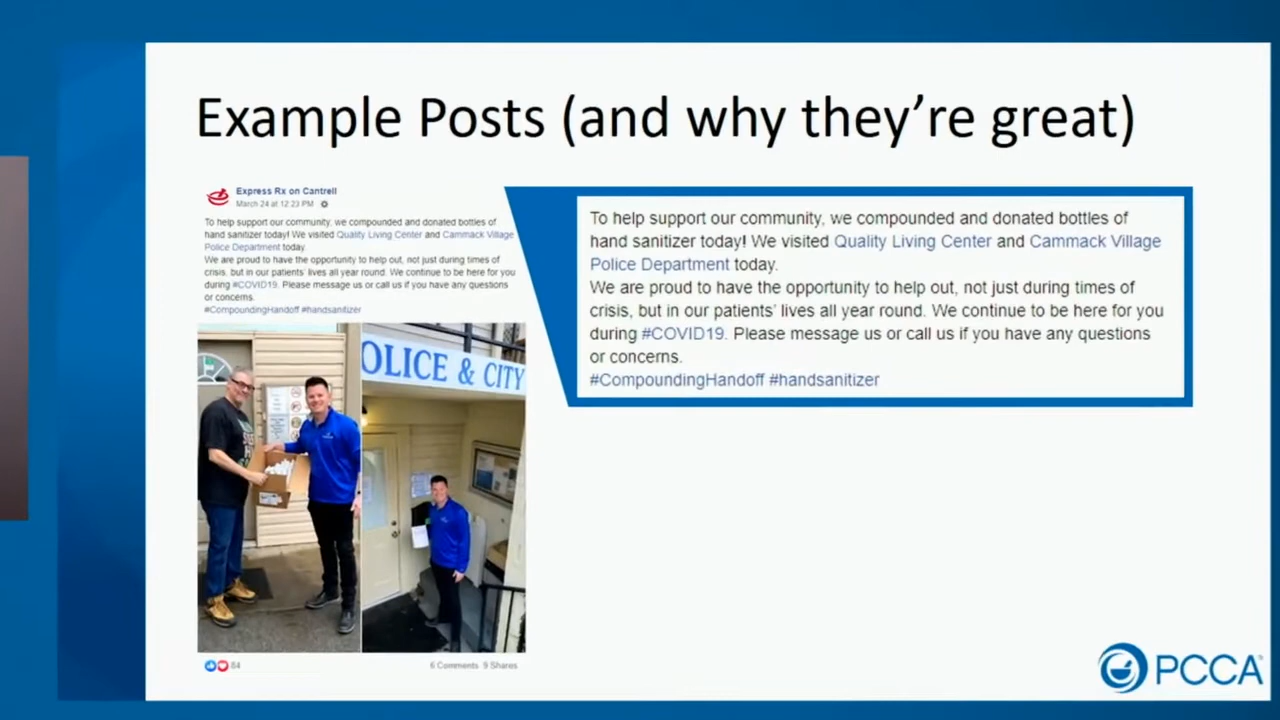 Example Posts (and why they're great)
Express Rx on Cantrell
March 24 at 12:23 PM
To help support our community, we compounded and donated bottles of
hand sanitizer today! We visited Quality Living Center and Cammack Village
Police Department today.
We are proud to have the opportunity to help out, not just during times of
crisis, but in our patients' lives all year round. We continue to be here for you
during #COVID19. Please message us or call us if you have any questions
or concerns.
#CompoundingHandoff #handsanitizer
OLICE & CITY
84
6 Comments 9 Shares
To help support our community, we compounded and donated bottles of
hand sanitizer today! We visited Quality Living Center and Cammack Village
Police Department today.
We are proud to have the opportunity to help out, not just during times of
crisis, but in our patients' lives all year round. We continue to be here for you
during #COVID19. Please message us or call us if you have any questions
or concerns.
#CompoundingHandoff #handsanitizer
PCCA